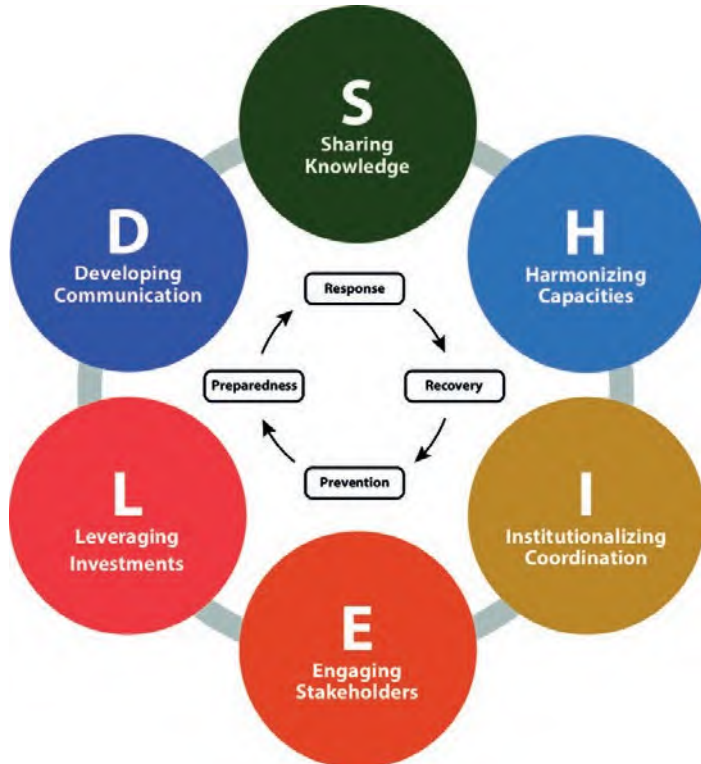 S
Sharing
Knowledge
H
Harmonizing
Capacities
I
Institutionalizing
Coordination
E
Engaging
Stakeholders
L
Leveraging
Investments
D
Developing
Communication
Response
Recovery
Prevention
Preparedness